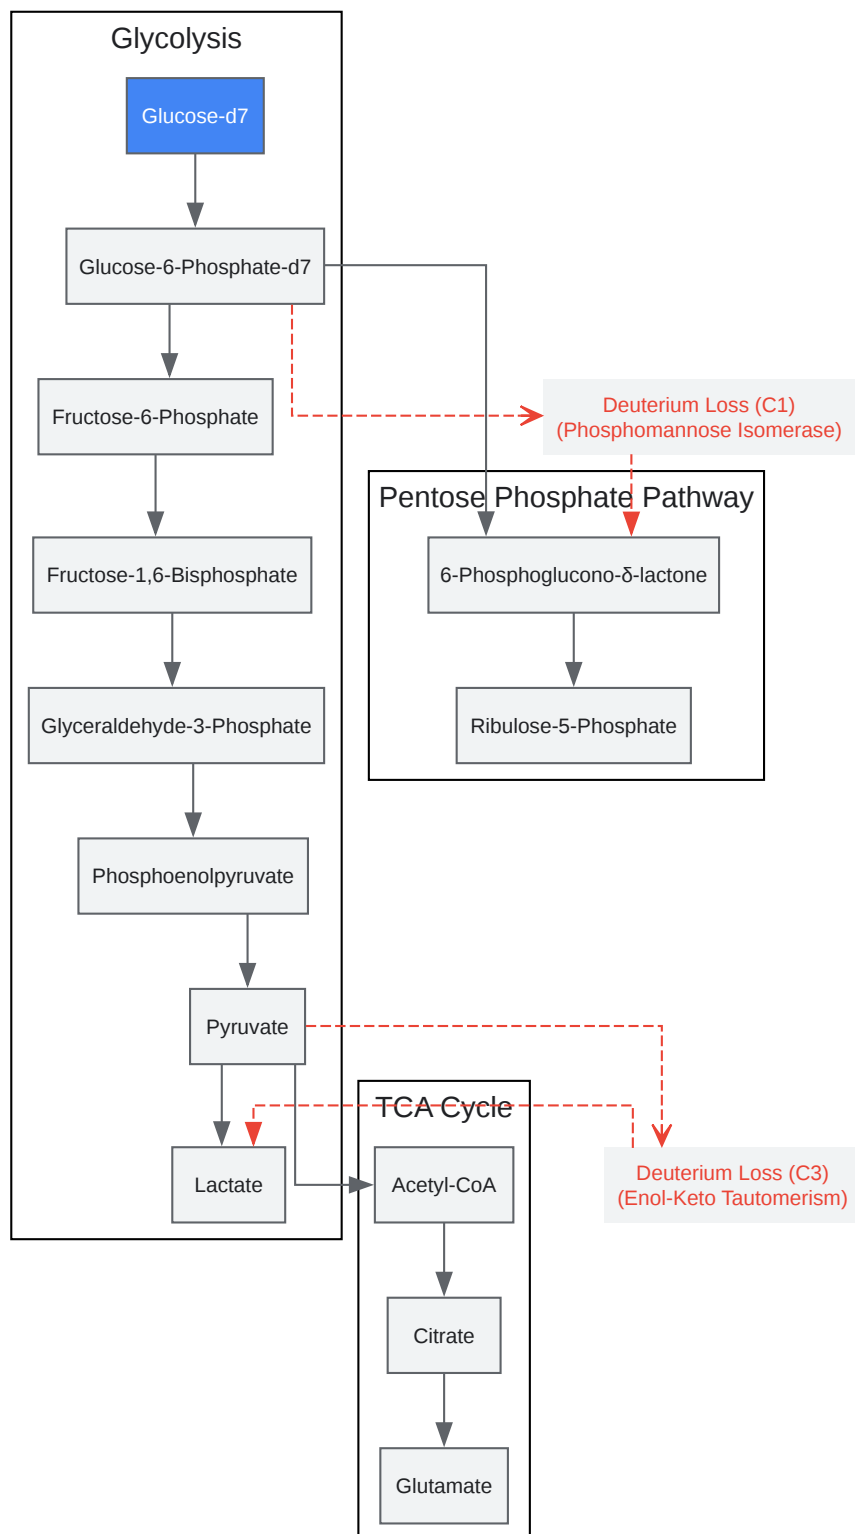 Glycolysis
Glucose-d7
Glucose-6-Phosphate-d7
Fructose-6-Phosphate
Deuterium Loss (C1)
(Phosphomannose Isomerase)
Pentose Phosphate Pathway
Fructose-1,6-Bisphosphate
6-Phosphoglucono-δ-lactone
Glyceraldehyde-3-Phosphate
Ribulose-5-Phosphate
Phosphoenolpyruvate
Pyruvate
TCA Cycle
Lactate
Acetyl-CoA
Deuterium Loss (C3)
(Enol-Keto Tautomerism)
Citrate
Glutamate